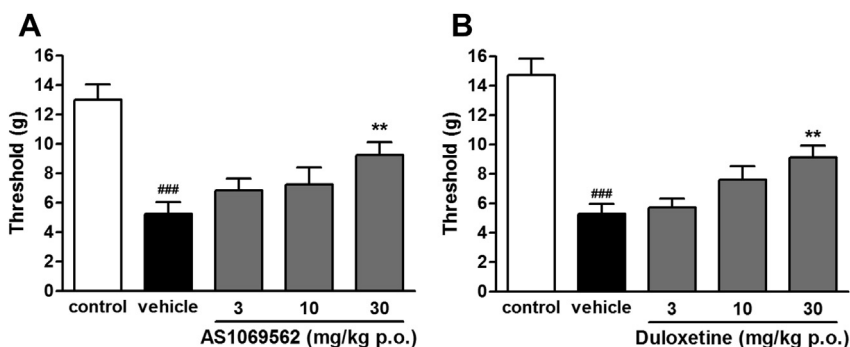 A
Threshold (g)
16
14
12
10
8
6
4
2
0
###
**
control vehicle 3 10 30
AS1069562 (mg/kg p.o.)
B
Threshold (g)
16
14
12
10
8
6
4
2
0
###
**
control vehicle 3 10 30
Duloxetine (mg/kg p.o.)